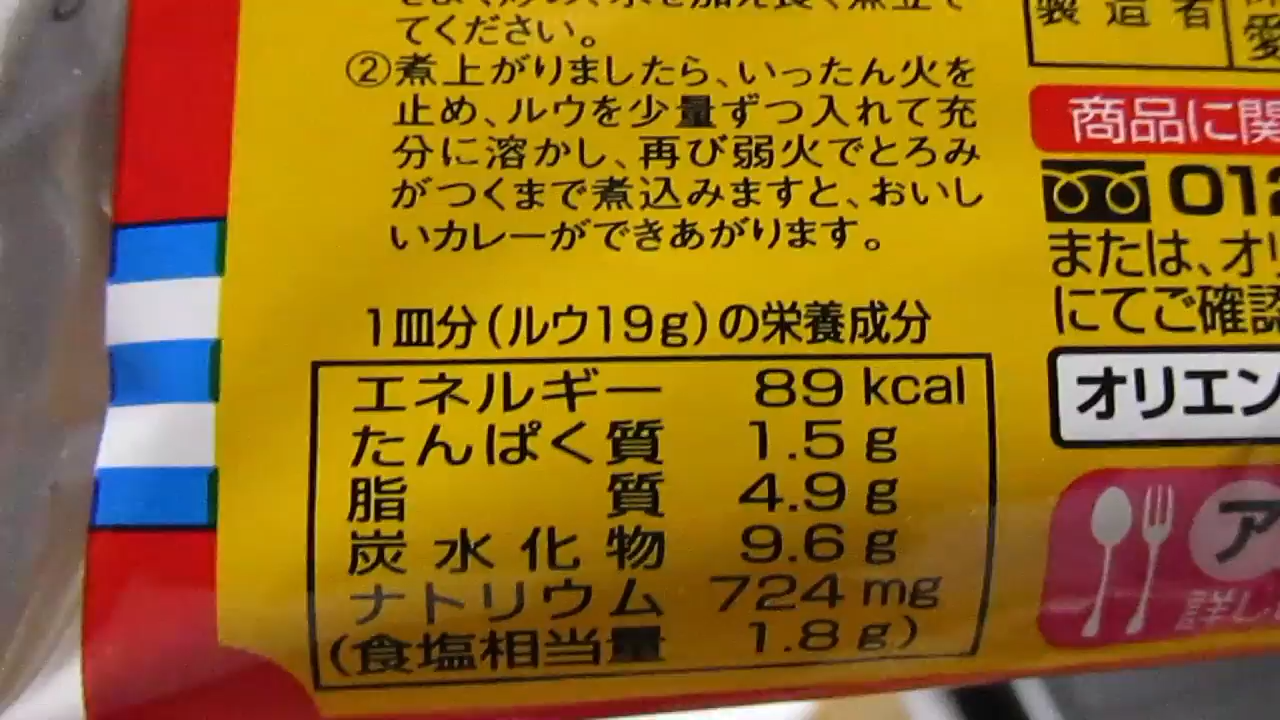 てください。
②煮上がりましたら、いったん火を
止め、ルウを少量ずつ入れて充
分に溶かし、再び弱火でとろみ
がつくまで煮込みますと、おいし
いカレーができあがります。
1皿分(ルウ19g)の栄養成分
エネルギー 89 kcal
たんぱく質 1.5 g
脂質 4.9 g
炭水化物 9.6 g
ナトリウム 724 mg
(食塩相当量 1.8 g)
製造者
商品に関
012
または、オリ
にてご確認
オリエン
ア
詳し